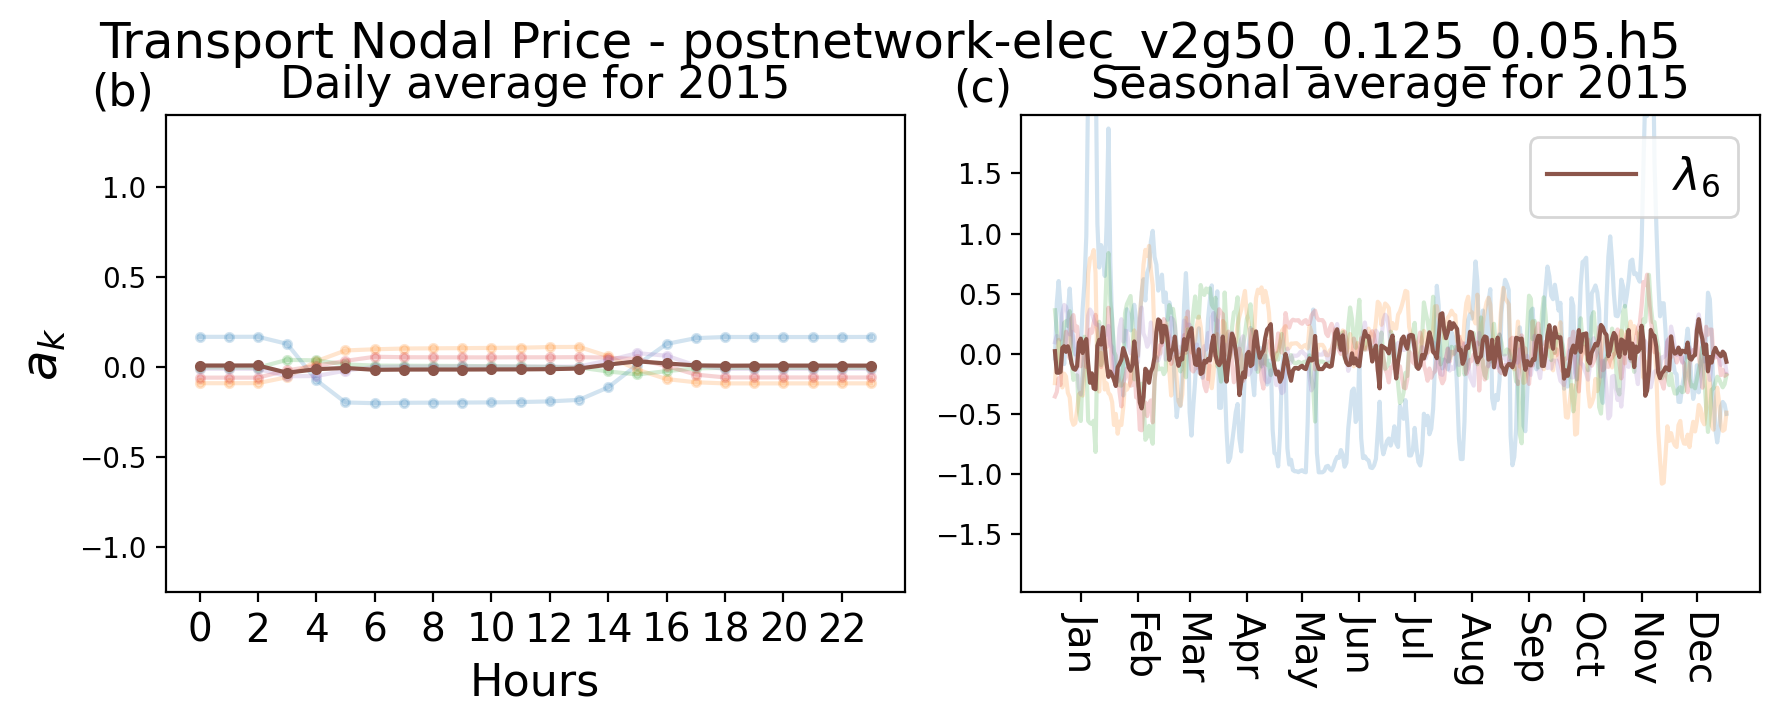 Transport Nodal Price - postnetwork-elec_v2g50_0.125_0.05.h5
(b) Daily average for 2015
1.0
0.5
0.0
−0.5
−1.0
a_k
0 2 4 6 8 10 12 14 16 18 20 22
Hours
(c) Seasonal average for 2015
λ_6
1.5
1.0
0.5
0.0
−0.5
−1.0
−1.5
Jan Feb Mar Apr May Jun Jul Aug Sep Oct Nov Dec